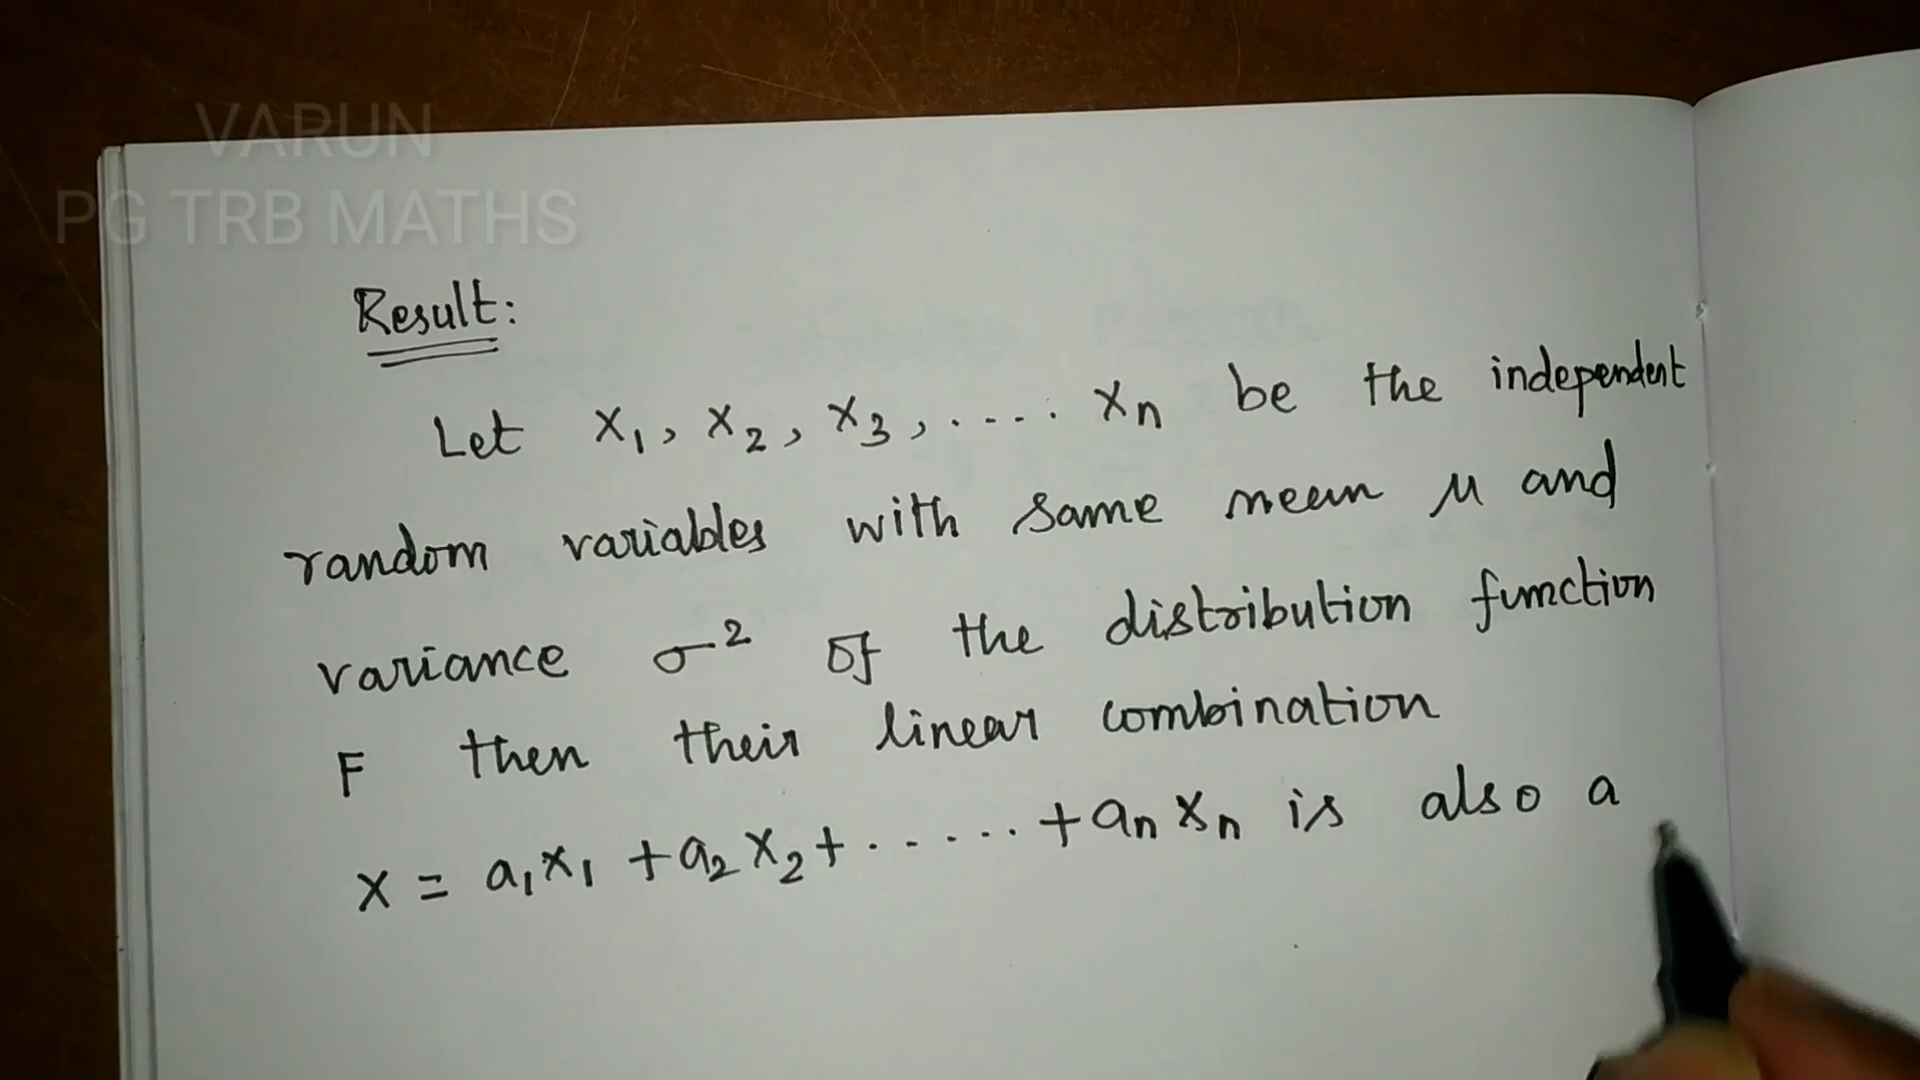 VARUN
PG TRB MATHS
Result:
Let X₁, X₂, X₃, .... Xn be the independent
random variables with same mean μ and
variance σ² of the distribution function
F then their linear combination
X = a₁X₁ + a₂X₂ + ...... + anXn is also a